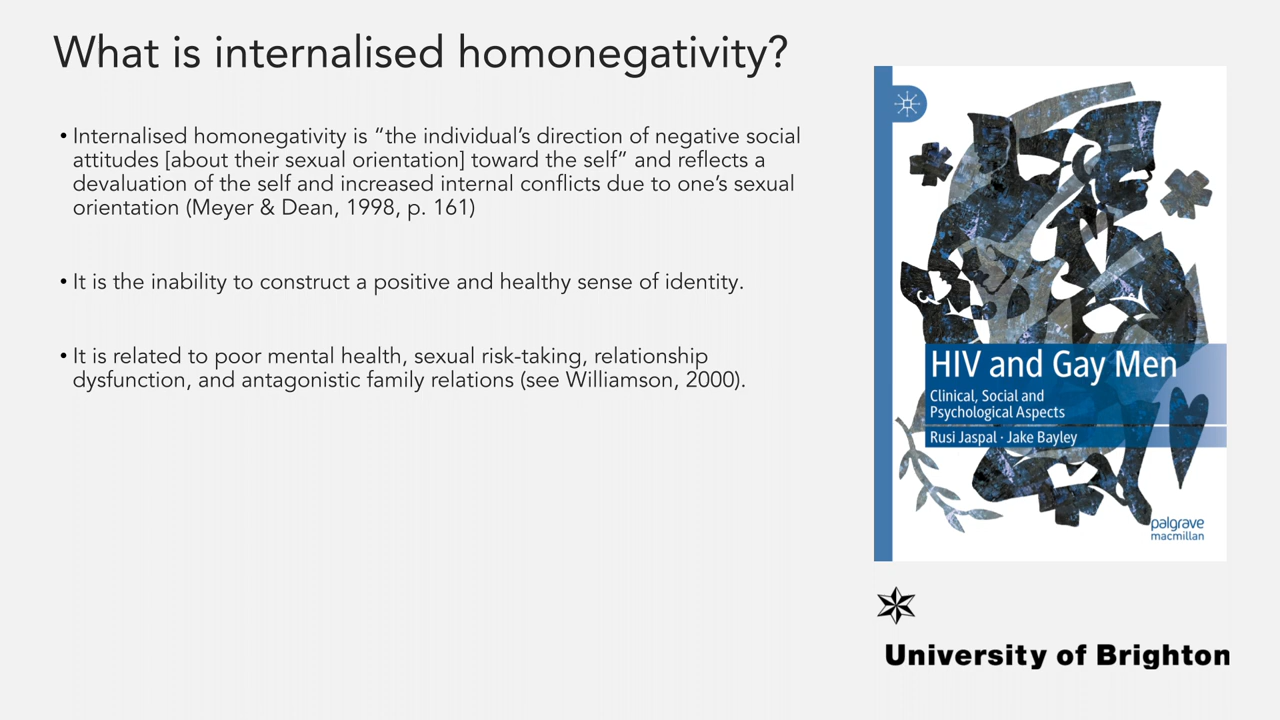 What is internalised homonegativity?
• Internalised homonegativity is “the individual’s direction of negative social
attitudes [about their sexual orientation] toward the self” and reflects a
devaluation of the self and increased internal conflicts due to one’s sexual
orientation (Meyer & Dean, 1998, p. 161)
• It is the inability to construct a positive and healthy sense of identity.
• It is related to poor mental health, sexual risk-taking, relationship
dysfunction, and antagonistic family relations (see Williamson, 2000).
HIV and Gay Men
Clinical, Social and
Psychological Aspects
Rusi Jaspal · Jake Bayley
palgrave
macmillan
University of Brighton